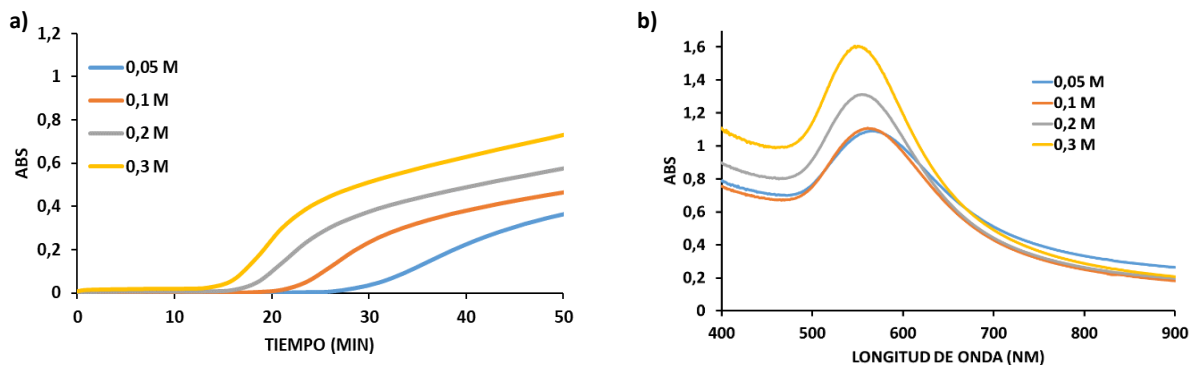 a)
1,2
1
0,8
0,6
0,4
0,2
0
ABS
0,05 M
0,1 M
0,2 M
0,3 M
0 10 20 30 40 50
TIEMPO (MIN)
b)
1,6
1,4
1,2
1
0,8
0,6
0,4
0,2
0
ABS
0,05 M
0,1 M
0,2 M
0,3 M
400 500 600 700 800 900
LONGITUD DE ONDA (NM)